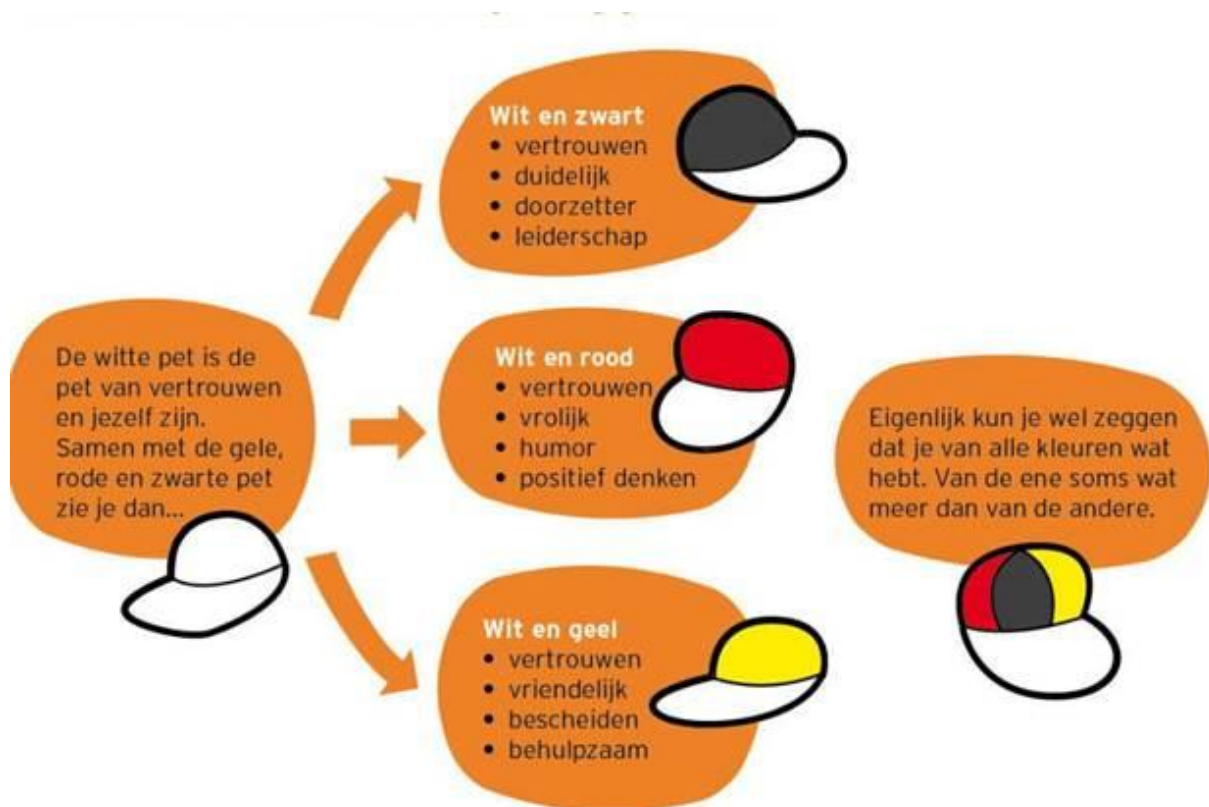 De witte pet is de
pet van vertrouwen
en jezelf zijn.
Samen met de gele,
rode en zwarte pet
zie je dan...
Wit en zwart
• vertrouwen
• duidelijk
• doorzetter
• leiderschap
Wit en rood
• vertrouwen
• vrolijk
• humor
• positief denken
Wit en geel
• vertrouwen
• vriendelijk
• bescheiden
• behulpzaam
Eigenlijk kun je wel zeggen
dat je van alle kleuren wat
hebt. Van de ene soms wat
meer dan van de andere.